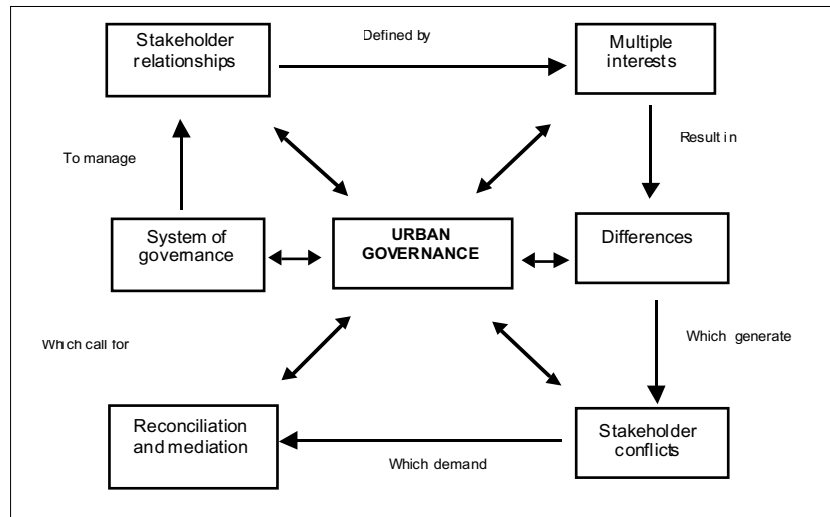 Stakeholder
relationships
Defined by
Multiple
interests
To manage
Result in
System of
governance
URBAN
GOVERNANCE
Differences
Which call for
Which generate
Reconciliation
and mediation
Which demand
Stakeholder
conflicts